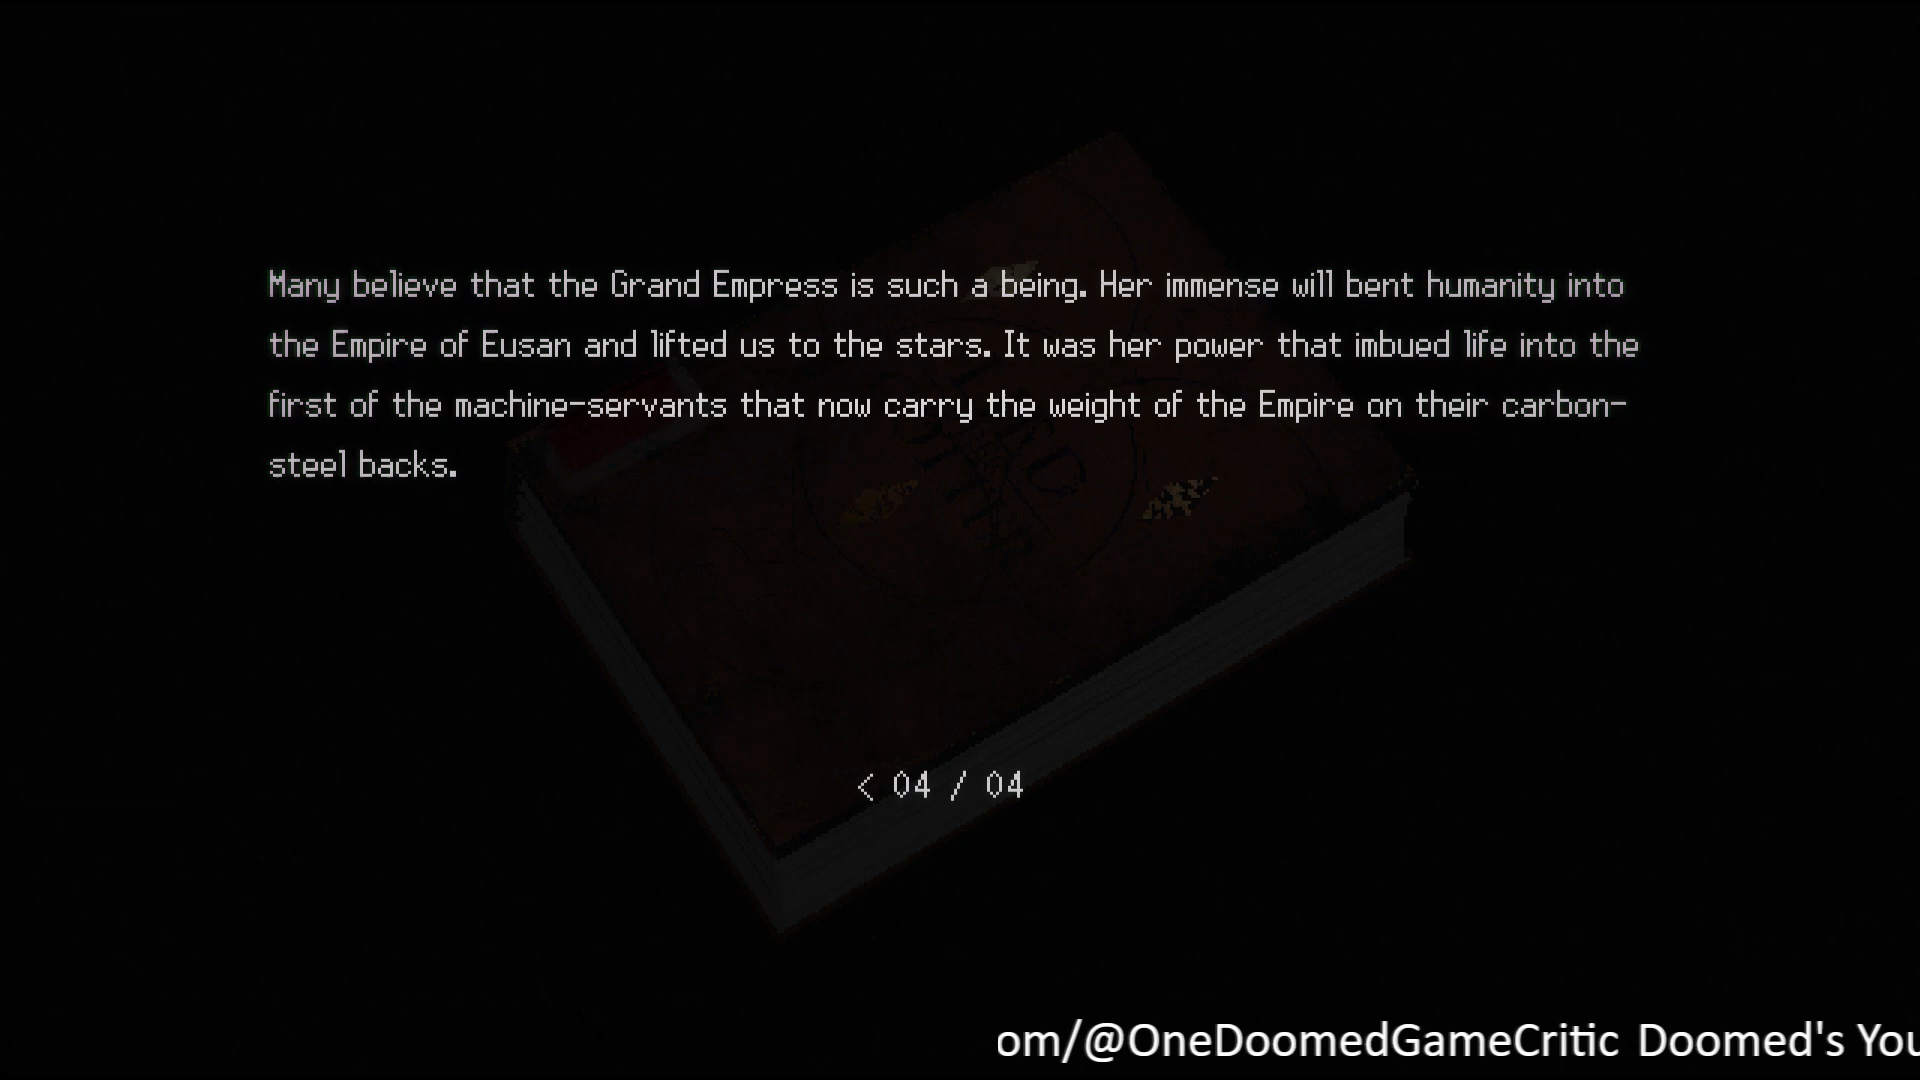 Many believe that the Grand Empress is such a being. Her immense will bent humanity into
the Empire of Eusan and lifted us to the stars. It was her power that imbued life into the
first of the machine-servants that now carry the weight of the Empire on their carbon-
steel backs.
< 04 / 04
om/@OneDoomedGameCritic Doomed's You